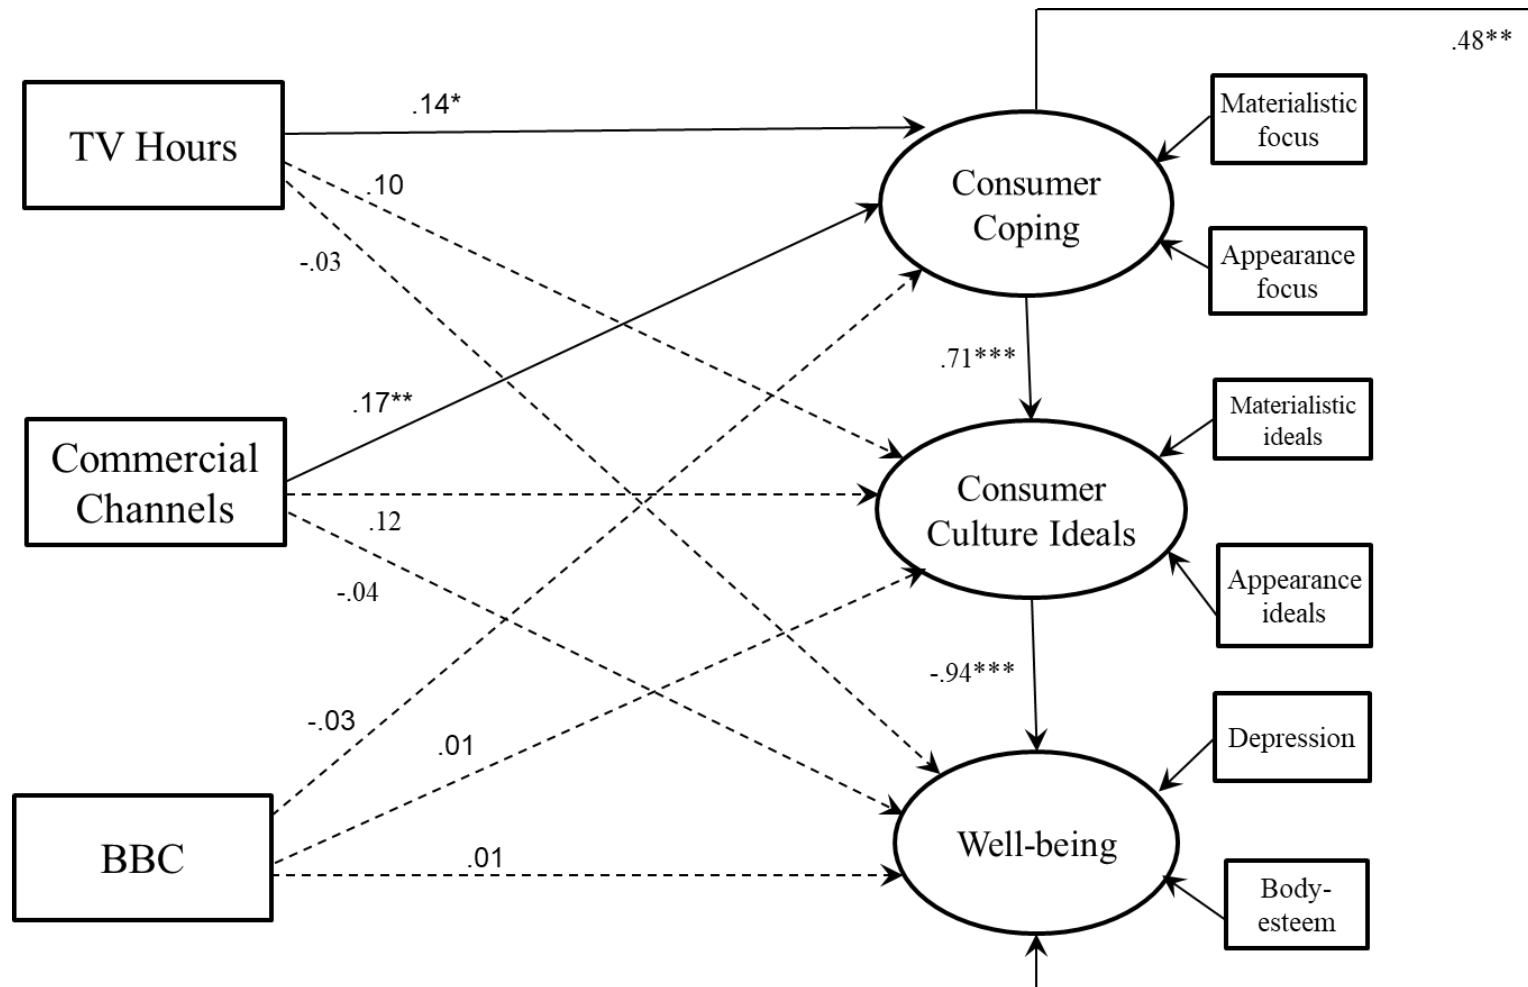 .48**
Materialistic
focus
TV Hours
.14*
.10
-.03
Consumer
Coping
Appearance
focus
.71***
.17**
Commercial
Channels
.12
-.04
Materialistic
ideals
Consumer
Culture Ideals
Appearance
ideals
-.94***
-.03
.01
Depression
BBC
.01
Well-being
Body-
esteem